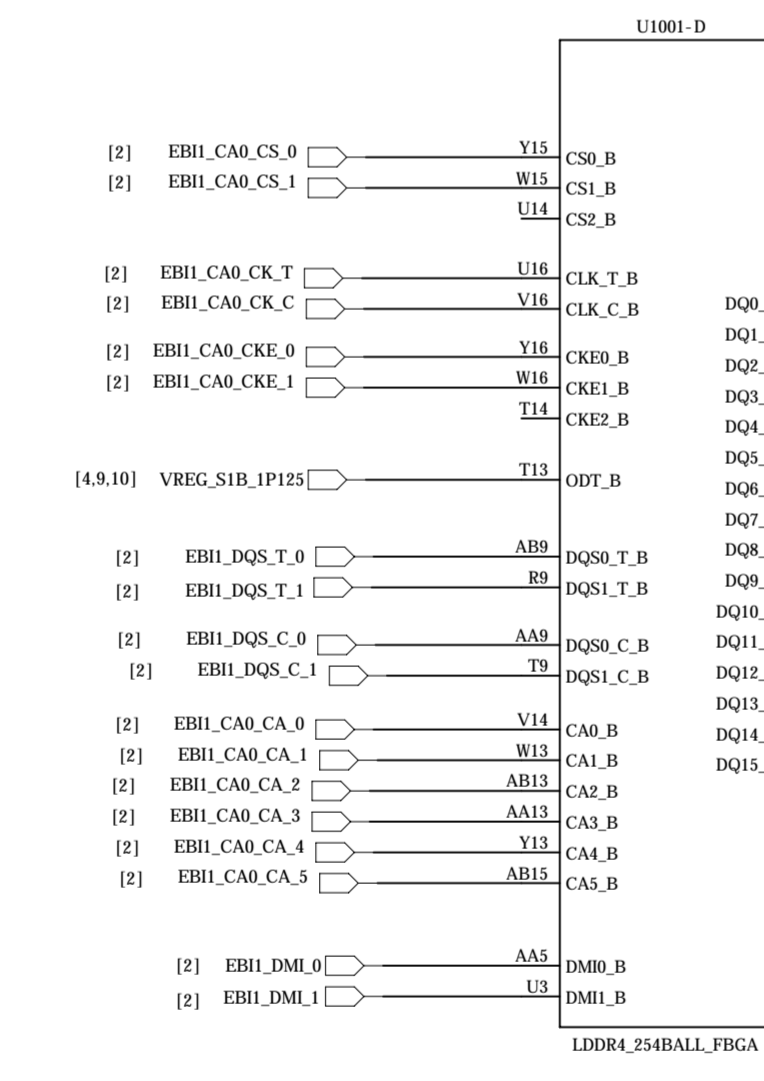 U1001-D
[2] EBI1_CA0_CS_0 Y15 CS0_B
[2] EBI1_CA0_CS_1 W15 CS1_B
U14 CS2_B
[2] EBI1_CA0_CK_T U16 CLK_T_B
[2] EBI1_CA0_CK_C V16 CLK_C_B DQ0_
DQ1_
[2] EBI1_CA0_CKE_0 Y16 CKE0_B
DQ2_
[2] EBI1_CA0_CKE_1 W16 CKE1_B
DQ3_
T14 CKE2_B
DQ4_
DQ5_
[4,9,10] VREG_S1B_1P125 T13 ODT_B
DQ6_
DQ7_
DQ8_
[2] EBI1_DQS_T_0 AB9 DQS0_T_B
DQ9_
[2] EBI1_DQS_T_1 R9 DQS1_T_B
DQ10_
[2] EBI1_DQS_C_0 AA9 DQS0_C_B DQ11_
[2] EBI1_DQS_C_1 T9 DQS1_C_B DQ12_
DQ13_
[2] EBI1_CA0_CA_0 V14 CA0_B DQ14_
[2] EBI1_CA0_CA_1 W13 CA1_B DQ15_
[2] EBI1_CA0_CA_2 AB13 CA2_B
[2] EBI1_CA0_CA_3 AA13 CA3_B
[2] EBI1_CA0_CA_4 Y13 CA4_B
[2] EBI1_CA0_CA_5 AB15 CA5_B
[2] EBI1_DMI_0 AA5 DMI0_B
[2] EBI1_DMI_1 U3 DMI1_B
LDDR4_254BALL_FBGA